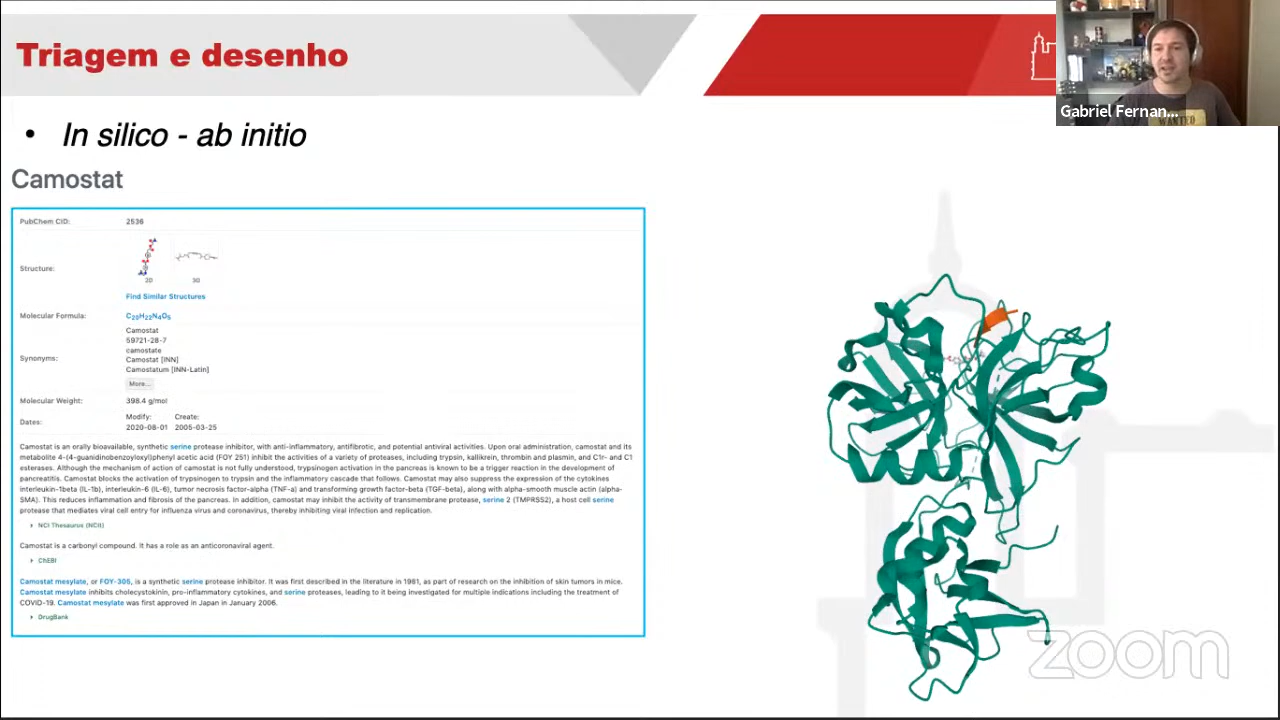 Triagem e desenho
Gabriel Fernan...
WANTED
• In silico - ab initio
Camostat
PubChem CID: 2536
Structure:
2D 3D
Find Similar Structures
Molecular Formula: C20H22N4O5
Synonyms:
Camostat
59721-28-7
camostate
Camostat [INN]
Camostatum [INN-Latin]
More...
Molecular Weight: 398.4 g/mol
Dates:
Modify: Create:
2020-08-01 2005-03-25
Camostat is an orally bioavailable, synthetic serine protease inhibitor, with anti-inflammatory, antifibrotic, and potential antiviral activities. Upon oral administration, camostat and its
metabolite 4-(4-guanidinobenzoyloxy)phenyl acetic acid (FOY 251) inhibit the activities of a variety of proteases, including trypsin, kallikrein, thrombin and plasmin, and C1r- and C1
esterases. Although the mechanism of action of camostat is not fully understood, trypsinogen activation in the pancreas is known to be a trigger reaction in the development of
pancreatitis. Camostat blocks the activation of trypsinogen to trypsin and the inflammatory cascade that follows. Camostat may also suppress the expression of the cytokines
interleukin-1beta (IL-1b), interleukin-6 (IL-6), tumor necrosis factor-alpha (TNF-a) and transforming growth factor-beta (TGF-beta), along with alpha-smooth muscle actin (alpha-
SMA). This reduces inflammation and fibrosis of the pancreas. In addition, camostat may inhibit the activity of transmembrane protease, serine 2 (TMPRSS2), a host cell serine
protease that mediates viral cell entry for influenza virus and coronavirus, thereby inhibiting viral infection and replication.
NCI Thesaurus (NCIt)
Camostat is a carbonyl compound. It has a role as an anticoronaviral agent.
ChEBI
Camostat mesylate, or FOY-305, is a synthetic serine protease inhibitor. It was first described in the literature in 1981, as part of research on the inhibition of skin tumors in mice.
Camostat mesylate inhibits cholecystokinin, pro-inflammatory cytokines, and serine proteases, leading to it being investigated for multiple indications including the treatment of
COVID-19. Camostat mesylate was first approved in Japan in January 2006.
DrugBank
zoom